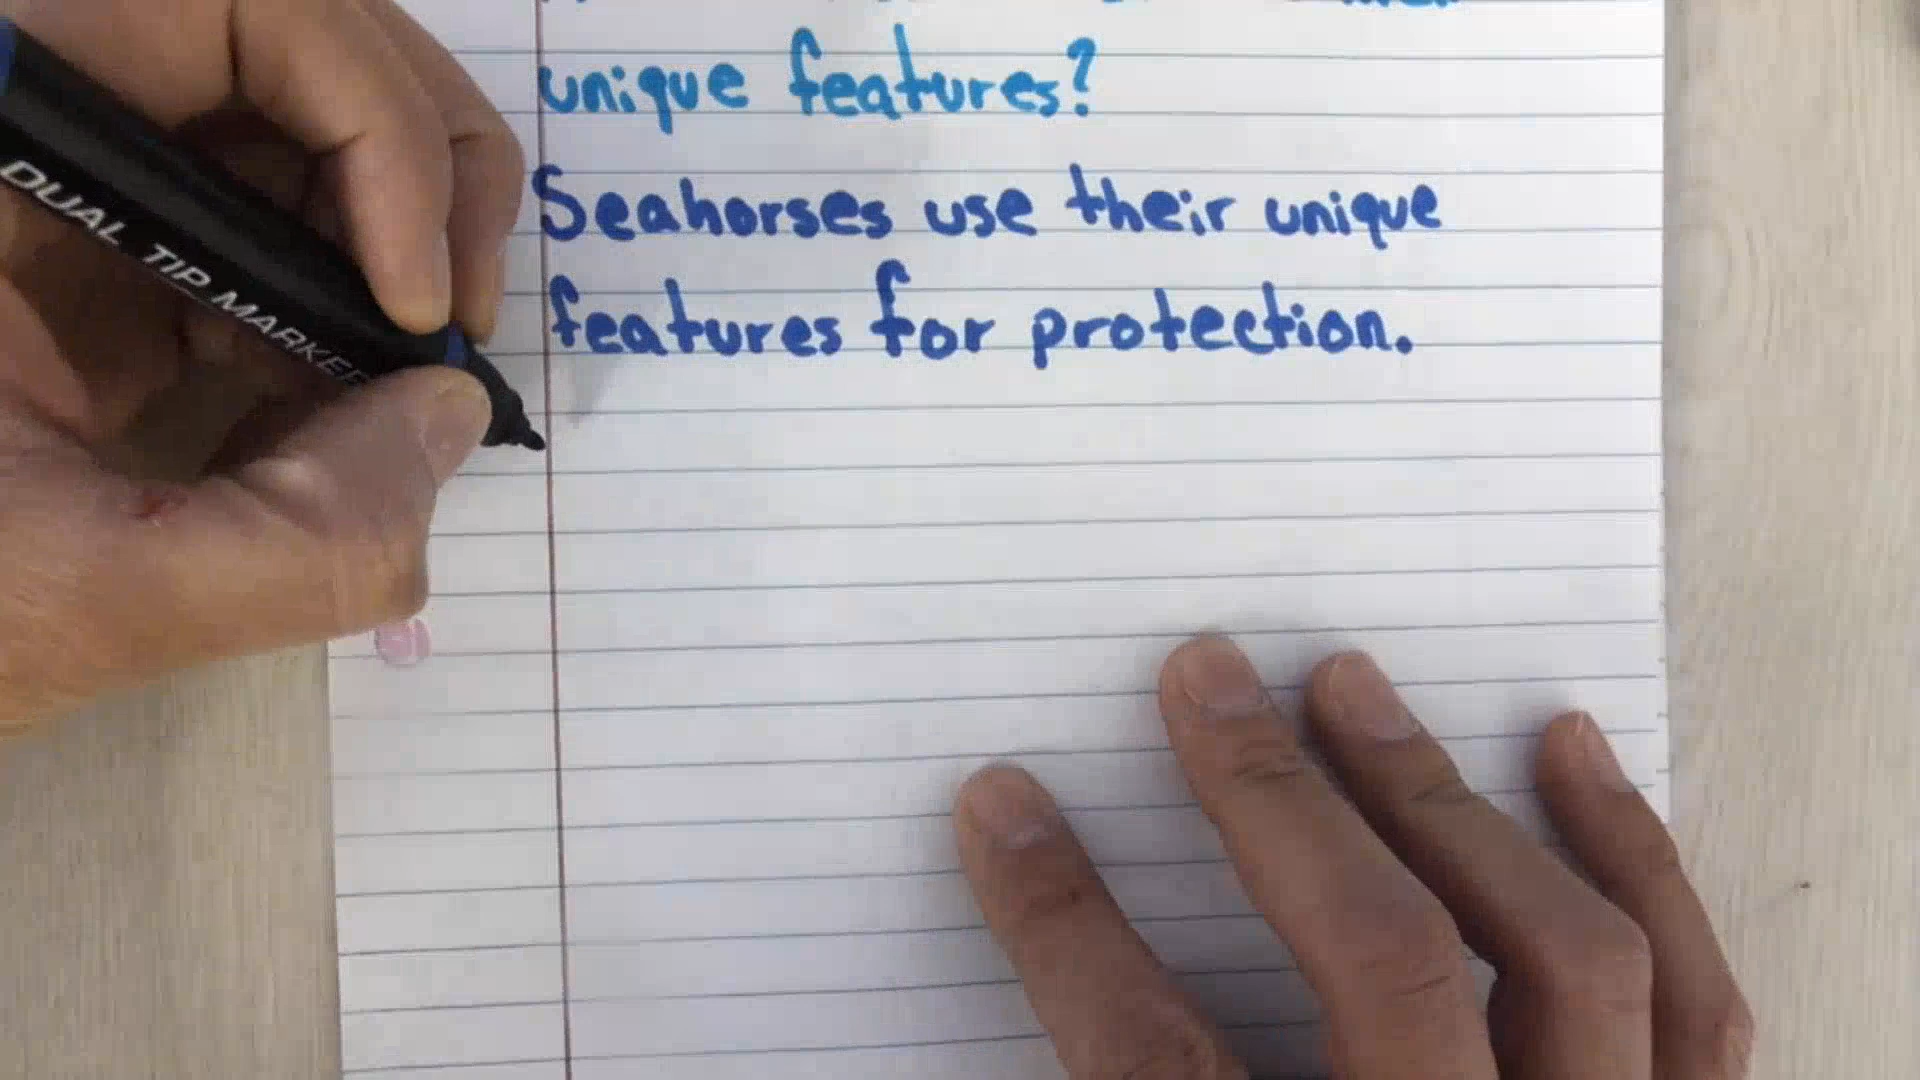 unique features?
Seahorses use their unique
features for protection.
DUAL TIP MARKER